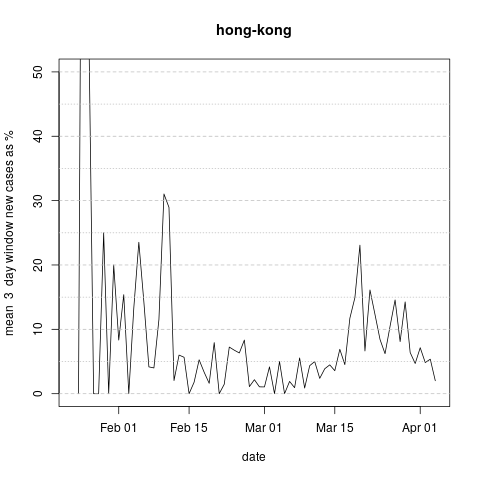 hong-kong
mean 3 day window new cases as %
50
40
30
20
10
0
Feb 01
Feb 15
Mar 01
Mar 15
Apr 01
date